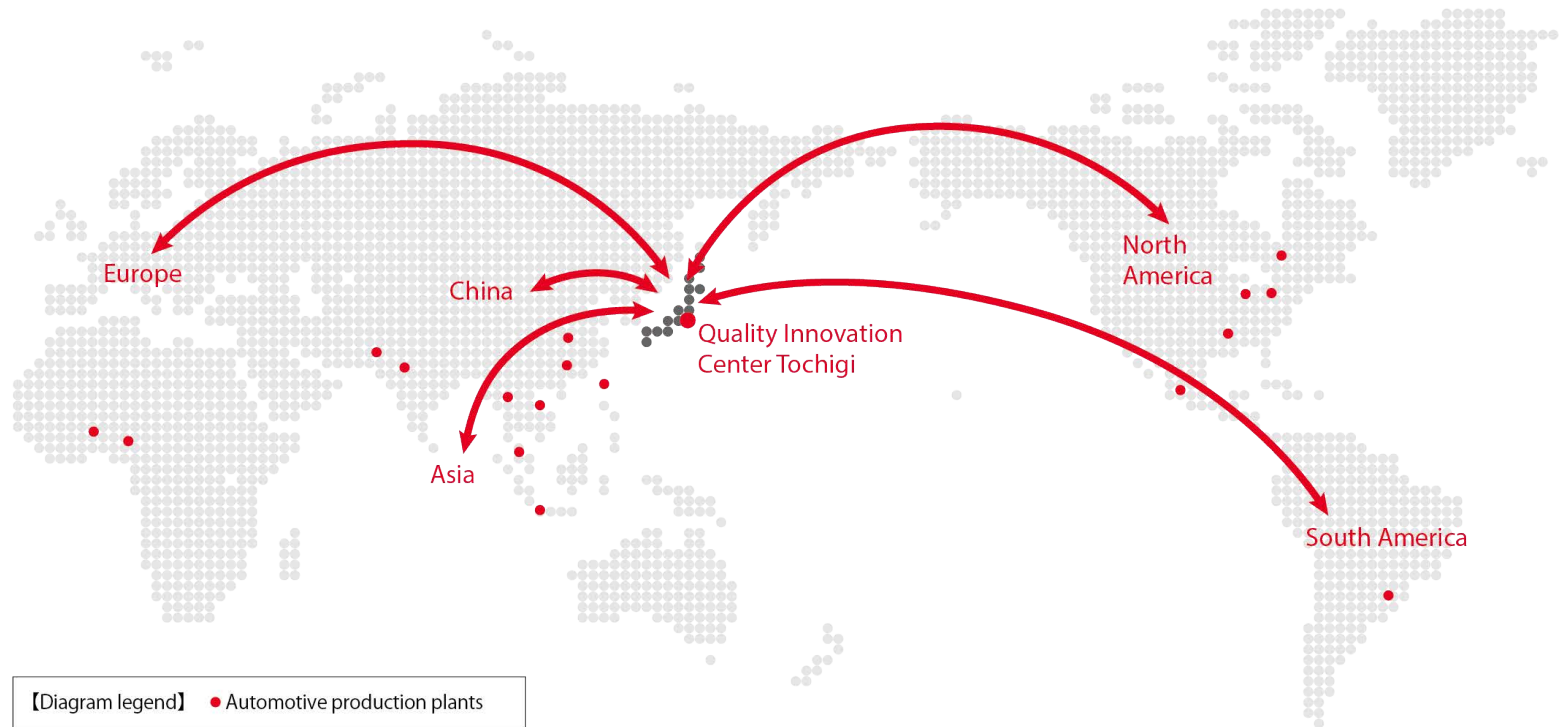 Europe
China
Asia
Quality Innovation
Center Tochigi
North
America
South America
【Diagram legend】 ● Automotive production plants